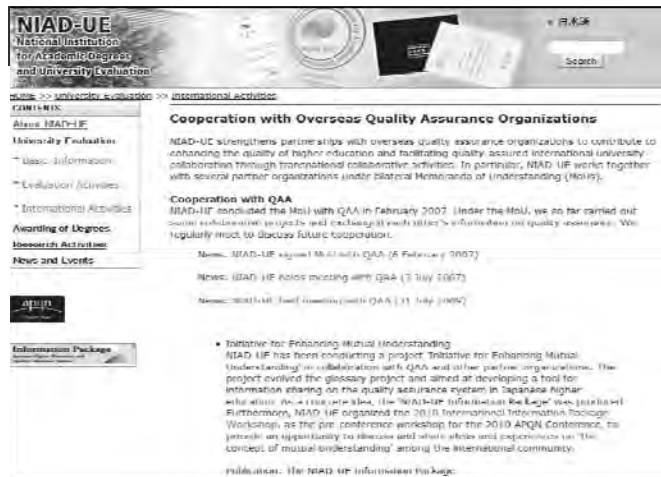 NIAD-UE
National Institution
for Academic Degrees
and University Evaluation
日本語
Search
HOME >> University Evaluation >> International Activities
CONTENTS
About NIAD-UE
University Evaluation
Basic Information
Evaluation Activities
International Activities
Awarding of Degrees
Research Activities
News and Events
apqn
Information Package
Cooperation with Overseas Quality Assurance Organizations
NIAD-UE strengthens partnerships with overseas quality assurance organizations to contribute to
enhancing the quality of higher education and facilitating quality-assured international university
collaboration through transnational collaborative activities. In particular, NIAD-UE works together
with several partner organizations under bilateral Memoranda of Understanding (MoUs).
Cooperation with QAA
NIAD-UE concluded the MoU with QAA in February 2007. Under the MoU, we so far carried out
some collaborative projects and exchanged each other's information on quality assurance. We
regularly meet to discuss future cooperation.
News: NIAD-UE signed MoU with QAA (6 February 2007)
News: NIAD-UE holds meeting with QAA (3 July 2007)
News: NIAD-UE held meeting with QAA (31 July 2009)
• Initiative for Enhancing Mutual Understanding
NIAD-UE has been conducting a project 'Initiative for Enhancing Mutual
Understanding' in collaboration with QAA and other partner organizations. The
project evolved the glossary project and aimed at developing a tool for
information sharing on the quality assurance system in Japanese higher
education. As a concrete idea, the 'NIAD-UE Information Package' was produced.
Furthermore, NIAD-UE organized the 2010 International Information Package
Workshop, as the pre-conference workshop for the 2010 APQN Conference, to
provide an opportunity to discuss and share ideas and experiences on 'the
concept of mutual understanding' among the international community.
Publication: The NIAD-UE Information Package